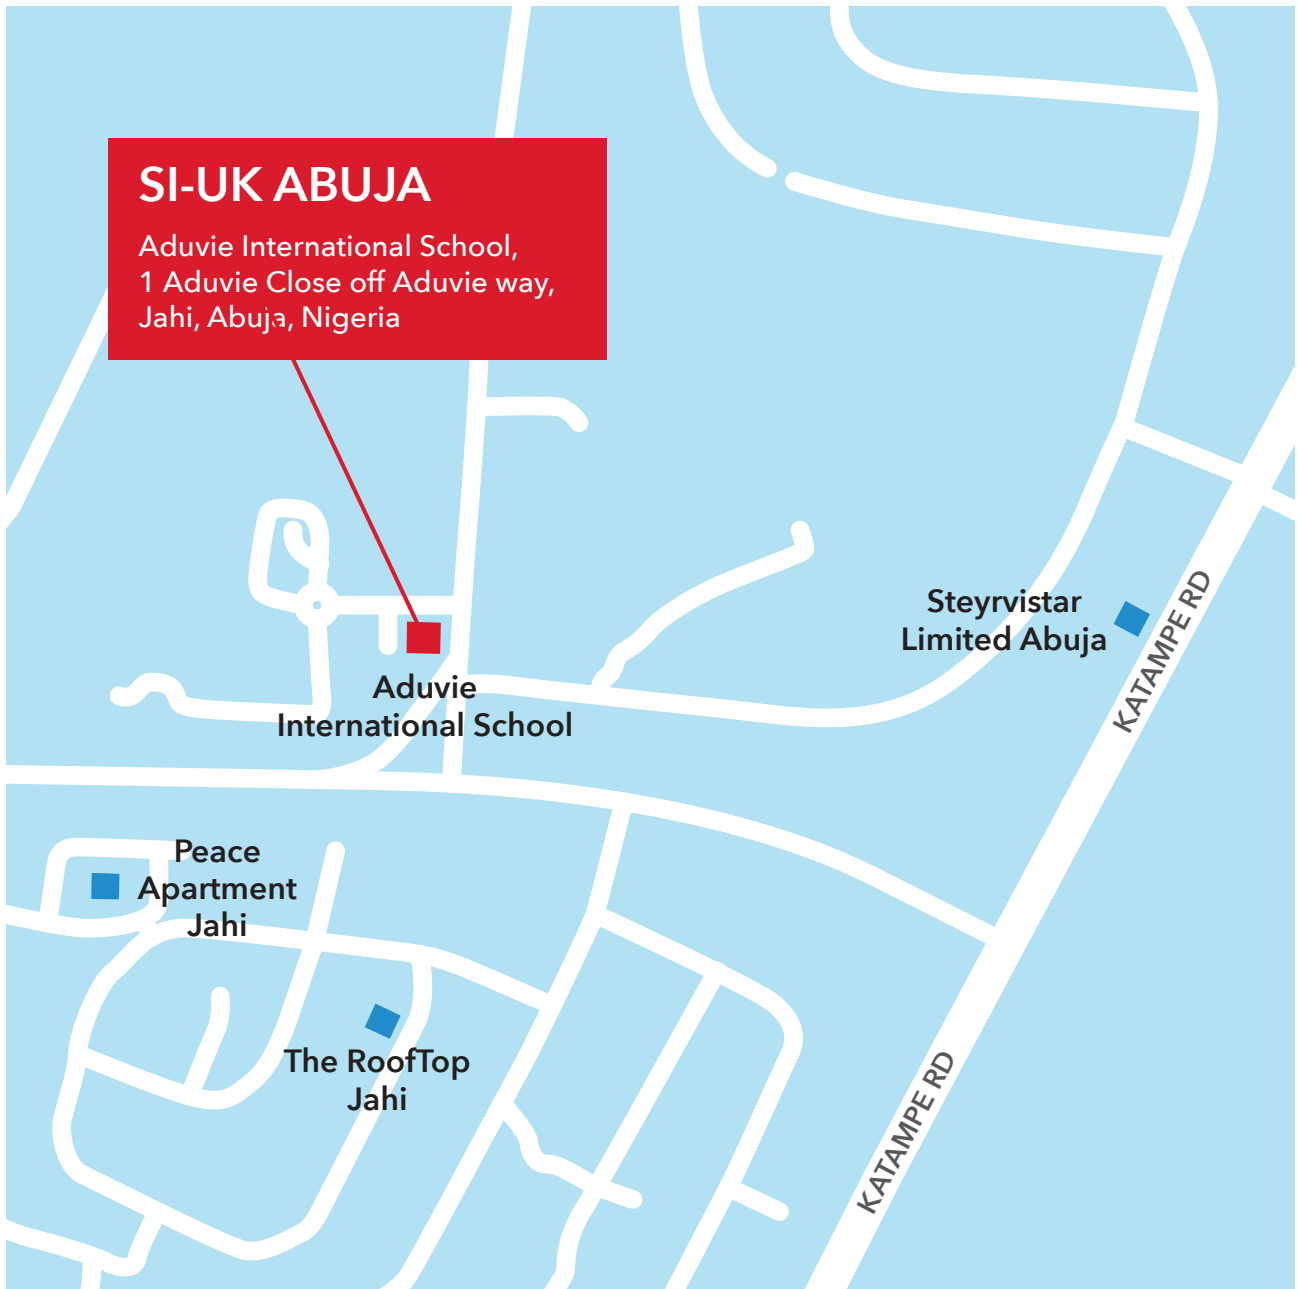 SI-UK ABUJA
Aduvie International School,
1 Aduvie Close off Aduvie way,
Jahi, Abuja, Nigeria
Steyrvistar
Limited Abuja
KATAMPE RD
Aduvie
International School
Peace
Apartment
Jahi
The RoofTop
Jahi
KATAMPE RD